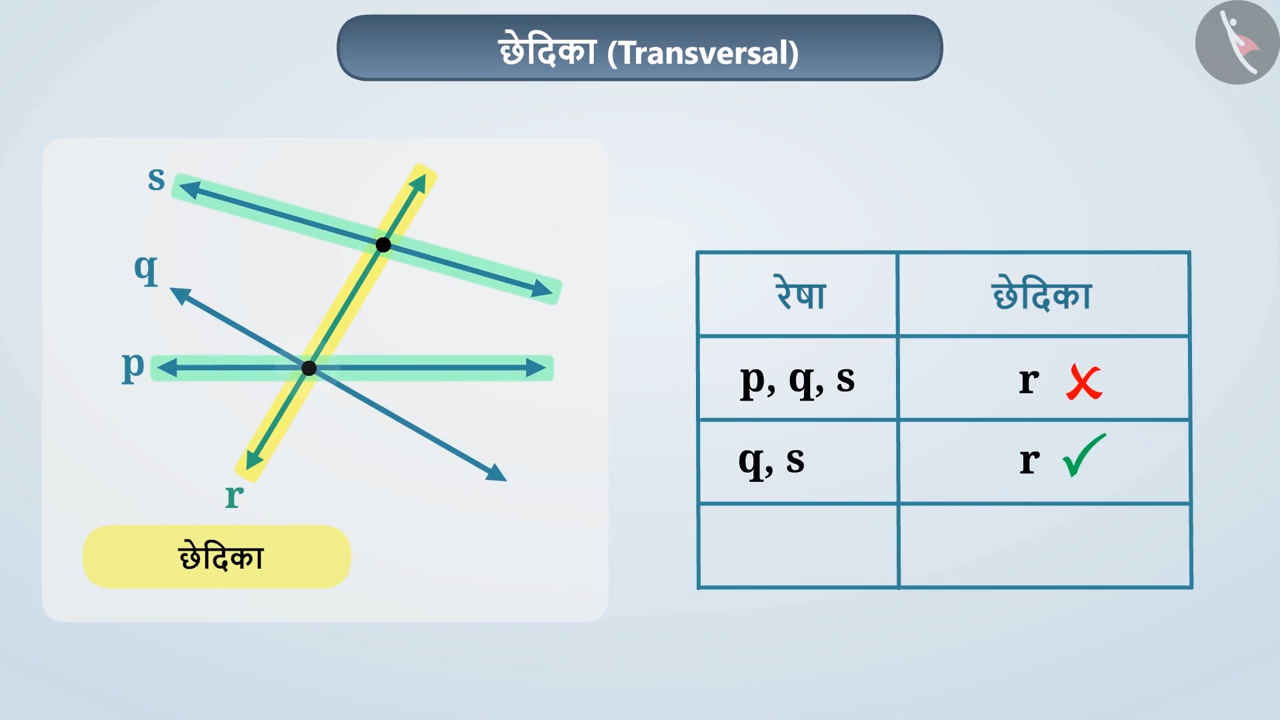 छेदिका (Transversal)
s
q
p
r
छेदिका
रेषा छेदिका
p, q, s r ✗
q, s r ✓